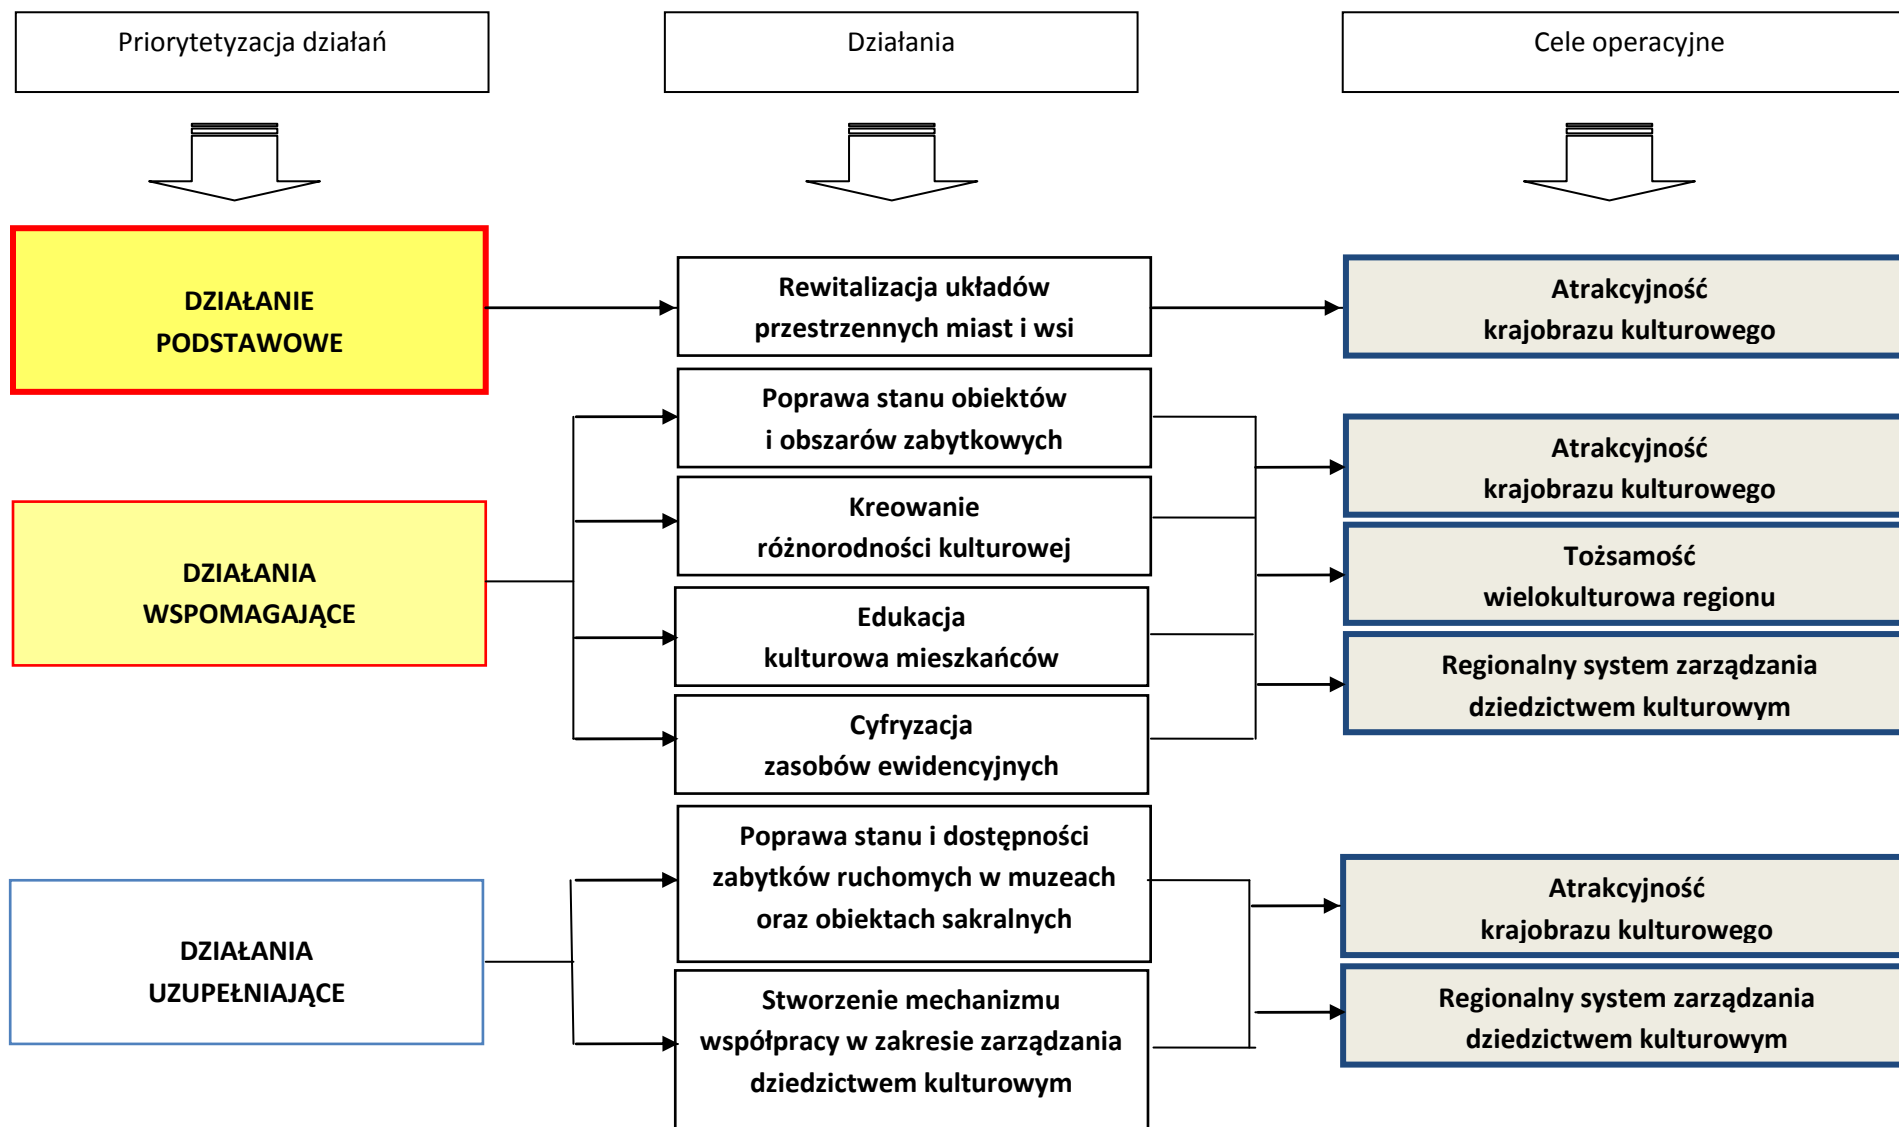 Priorytetyzacja działań
Działania
Cele operacyjne
DZIAŁANIE
PODSTAWOWE
Rewitalizacja układów
przestrzennych miast i wsi
Atrakcyjność
krajobrazu kulturowego
DZIAŁANIA
WSPOMAGAJĄCE
Poprawa stanu obiektów
i obszarów zabytkowych
Kreowanie
różnorodności kulturowej
Edukacja
kulturowa mieszkańców
Cyfryzacja
zasobów ewidencyjnych
Atrakcyjność
krajobrazu kulturowego
Tożsamość
wielokulturowa regionu
Regionalny system zarządzania
dziedzictwem kulturowym
DZIAŁANIA
UZUPEŁNIAJĄCE
Poprawa stanu i dostępności
zabytków ruchomych w muzeach
oraz obiektach sakralnych
Stworzenie mechanizmu
współpracy w zakresie zarządzania
dziedzictwem kulturowym
Atrakcyjność
krajobrazu kulturowego
Regionalny system zarządzania
dziedzictwem kulturowym